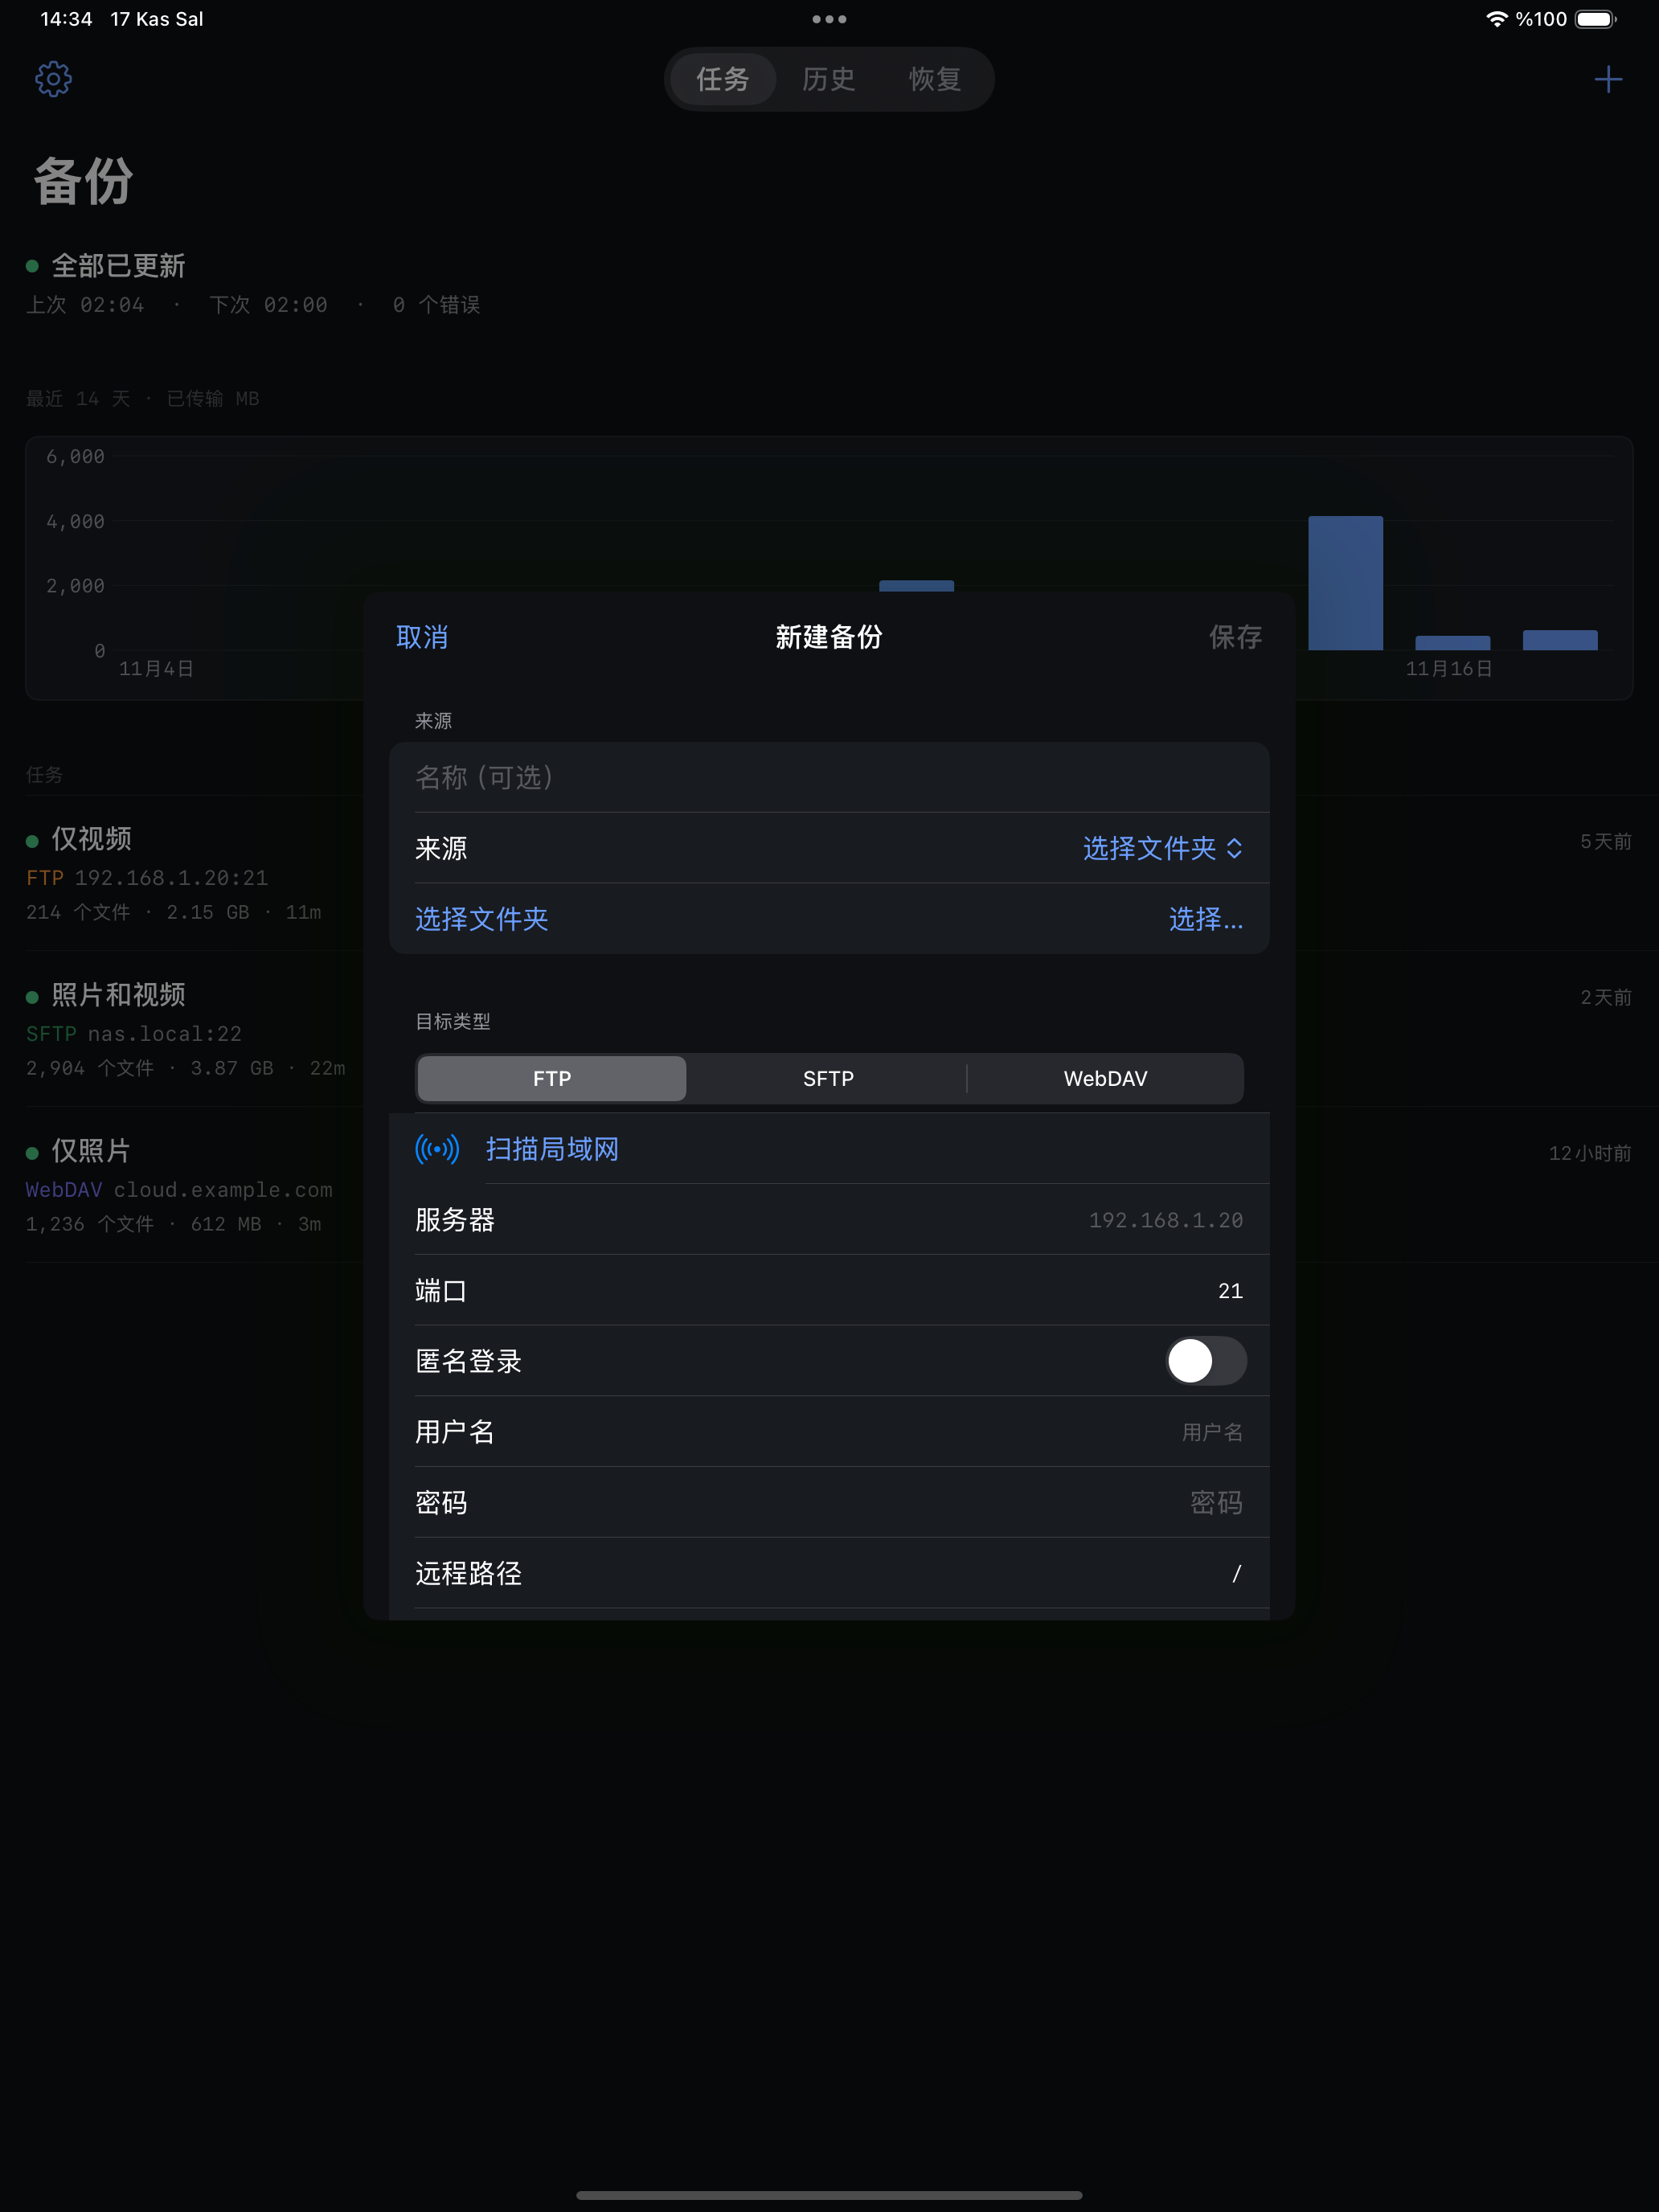 14:34 17 Kas Sal
%100
任务 历史 恢复
备份
全部已更新
上次 02:04 · 下次 02:00 · 0 个错误
最近 14 天 · 已传输 MB
6,000
4,000
2,000
0
11月4日
11月16日
任务
仅视频
5天前
FTP 192.168.1.20:21
214 个文件 · 2.15 GB · 11m
照片和视频
2天前
SFTP nas.local:22
2,904 个文件 · 3.87 GB · 22m
仅照片
12小时前
WebDAV cloud.example.com
1,236 个文件 · 612 MB · 3m
取消 新建备份 保存
来源
名称 (可选)
来源 选择文件夹
选择文件夹 选择...
目标类型
FTP SFTP WebDAV
扫描局域网
服务器 192.168.1.20
端口 21
匿名登录
用户名 用户名
密码 密码
远程路径 /